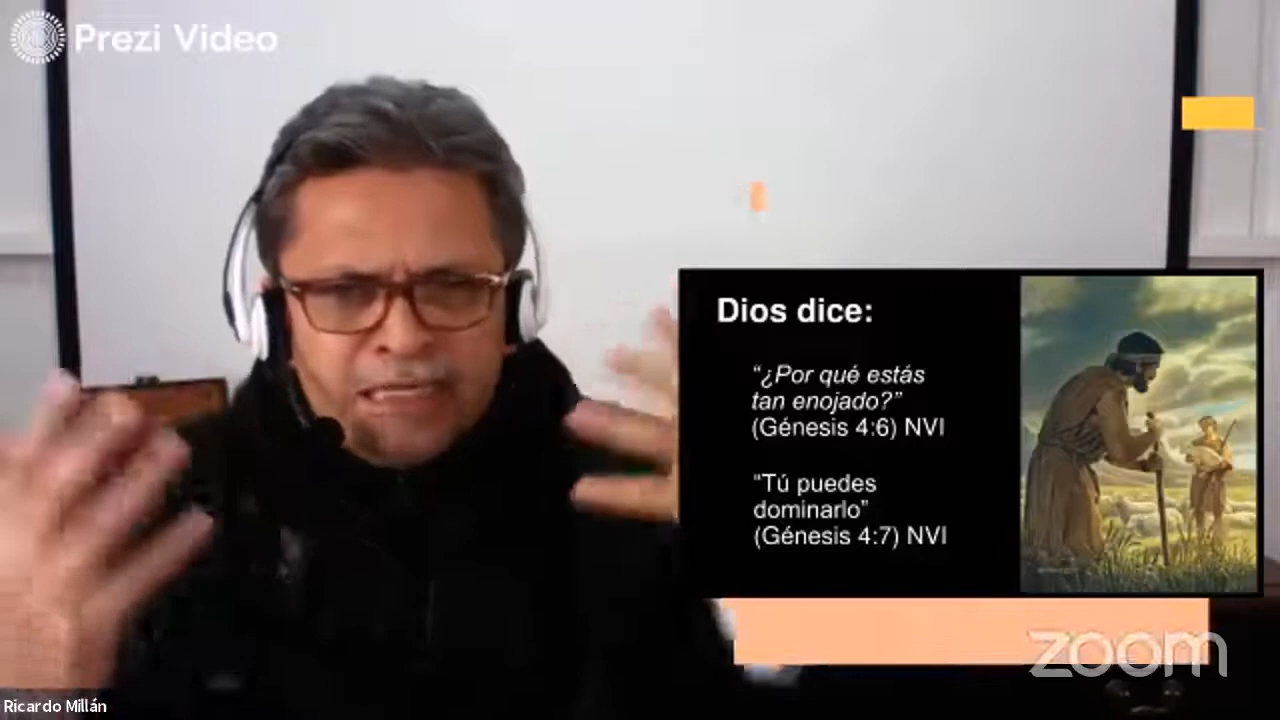 Prezi Video
Dios dice:
“¿Por qué estás
tan enojado?”
(Génesis 4:6) NVI
“Tú puedes
dominarlo”
(Génesis 4:7) NVI
zoom
Ricardo Millán